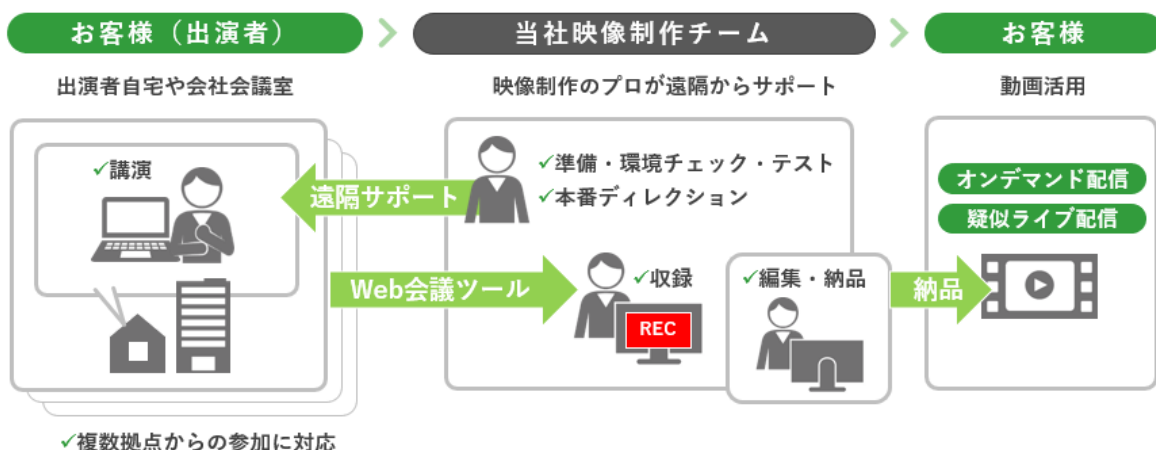 お客様（出演者）
当社映像制作チーム
お客様
出演者自宅や会社会議室
映像制作のプロが遠隔からサポート
動画活用
✓講演
遠隔サポート
✓準備・環境チェック・テスト
✓本番ディレクション
オンデマンド配信
疑似ライブ配信
Web会議ツール
✓収録
REC
✓編集・納品
納品
✓複数拠点からの参加に対応